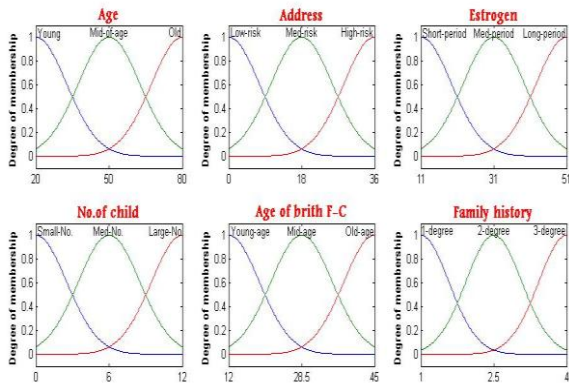 Age
Address
Estrogen
Young Mid-of-age Old
Low-risk Med-risk High-risk
Short-period Med-period Long-period
Degree of membership
1
0.8
0.6
0.4
0.2
0
20 50 80
Degree of membership
1
0.8
0.6
0.4
0.2
0
0 18 36
Degree of membership
1
0.8
0.6
0.4
0.2
0
11 31 51
No.of child
Age of brith F-C
Family history
Small-No. Med-No. Large-No
Young-age Mid-age Old-age
1-degree 2-degree 3-degree
Degree of membership
1
0.8
0.6
0.4
0.2
0
0 6 12
Degree of membership
1
0.8
0.6
0.4
0.2
0
12 28.5 45
Degree of membership
1
0.8
0.6
0.4
0.2
0
1 2.5 4